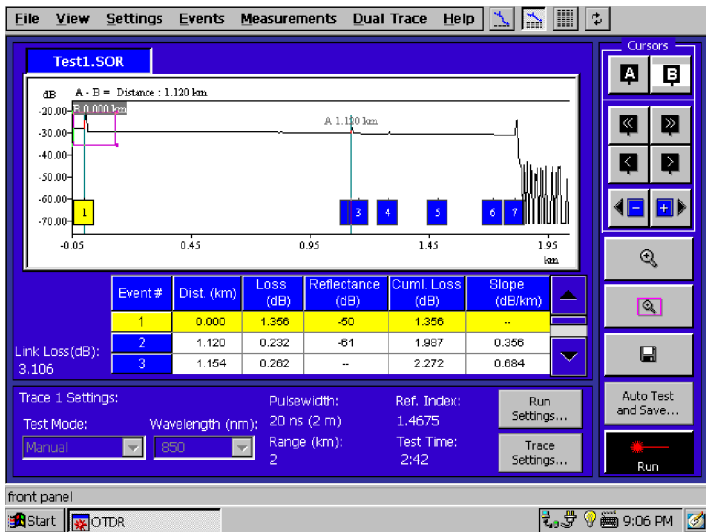 File View Settings Events Measurements Dual Trace Help
Test1.SOR
dB A - B = Distance : 1.120 km
B 0.000 km
A 1.120 km
-20.00
-30.00
-40.00
-50.00
-60.00
-70.00
1 3 4 5 6 7
-0.05 0.45 0.95 1.45 1.95
km
Event # Dist. (km) Loss (dB) Reflectance (dB) Cuml. Loss (dB) Slope (dB/km)
1 0.000 1.356 -50 1.356 --
2 1.120 0.232 -61 1.987 0.356
3 1.154 0.262 -- 2.272 0.684
Link Loss(dB):
3.106
Trace 1 Settings:
Test Mode:
Manual
Wavelength (nm):
850
Pulsewidth:
20 ns (2 m)
Range (km):
2
Ref. Index:
1.4675
Test Time:
2:42
Run Settings...
Trace Settings...
Cursors
A B
Auto Test and Save...
Run
front panel
Start OTDR 9:06 PM